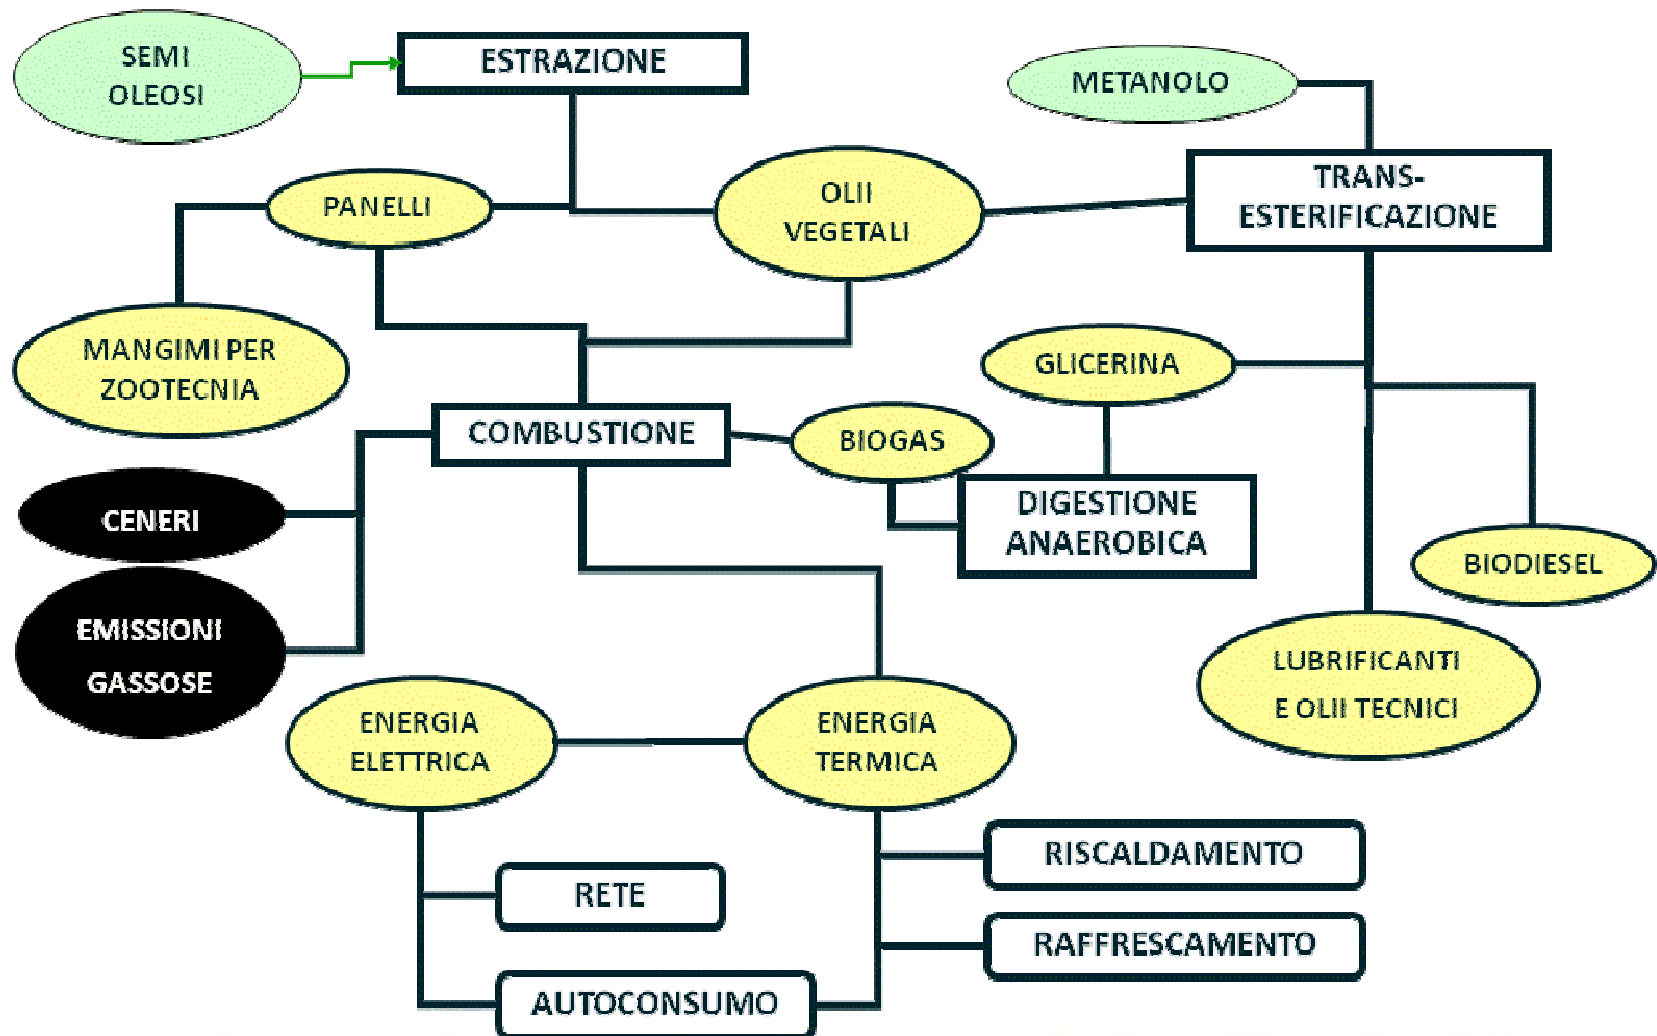 SEMI
OLEOSI
ESTRAZIONE
METANOLO
PANELLI
OLII
VEGETALI
TRANS-
ESTERIFICAZIONE
MANGIMI PER
ZOOTECNIA
GLICERINA
COMBUSTIONE
BIOGAS
DIGESTIONE
ANAEROBICA
CENERI
BIODIESEL
EMISSIONI
GASSOSE
LUBRIFICANTI
E OLII TECNICI
ENERGIA
ELETTRICA
ENERGIA
TERMICA
RISCALDAMENTO
RETE
RAFFRESCAMENTO
AUTOCONSUMO